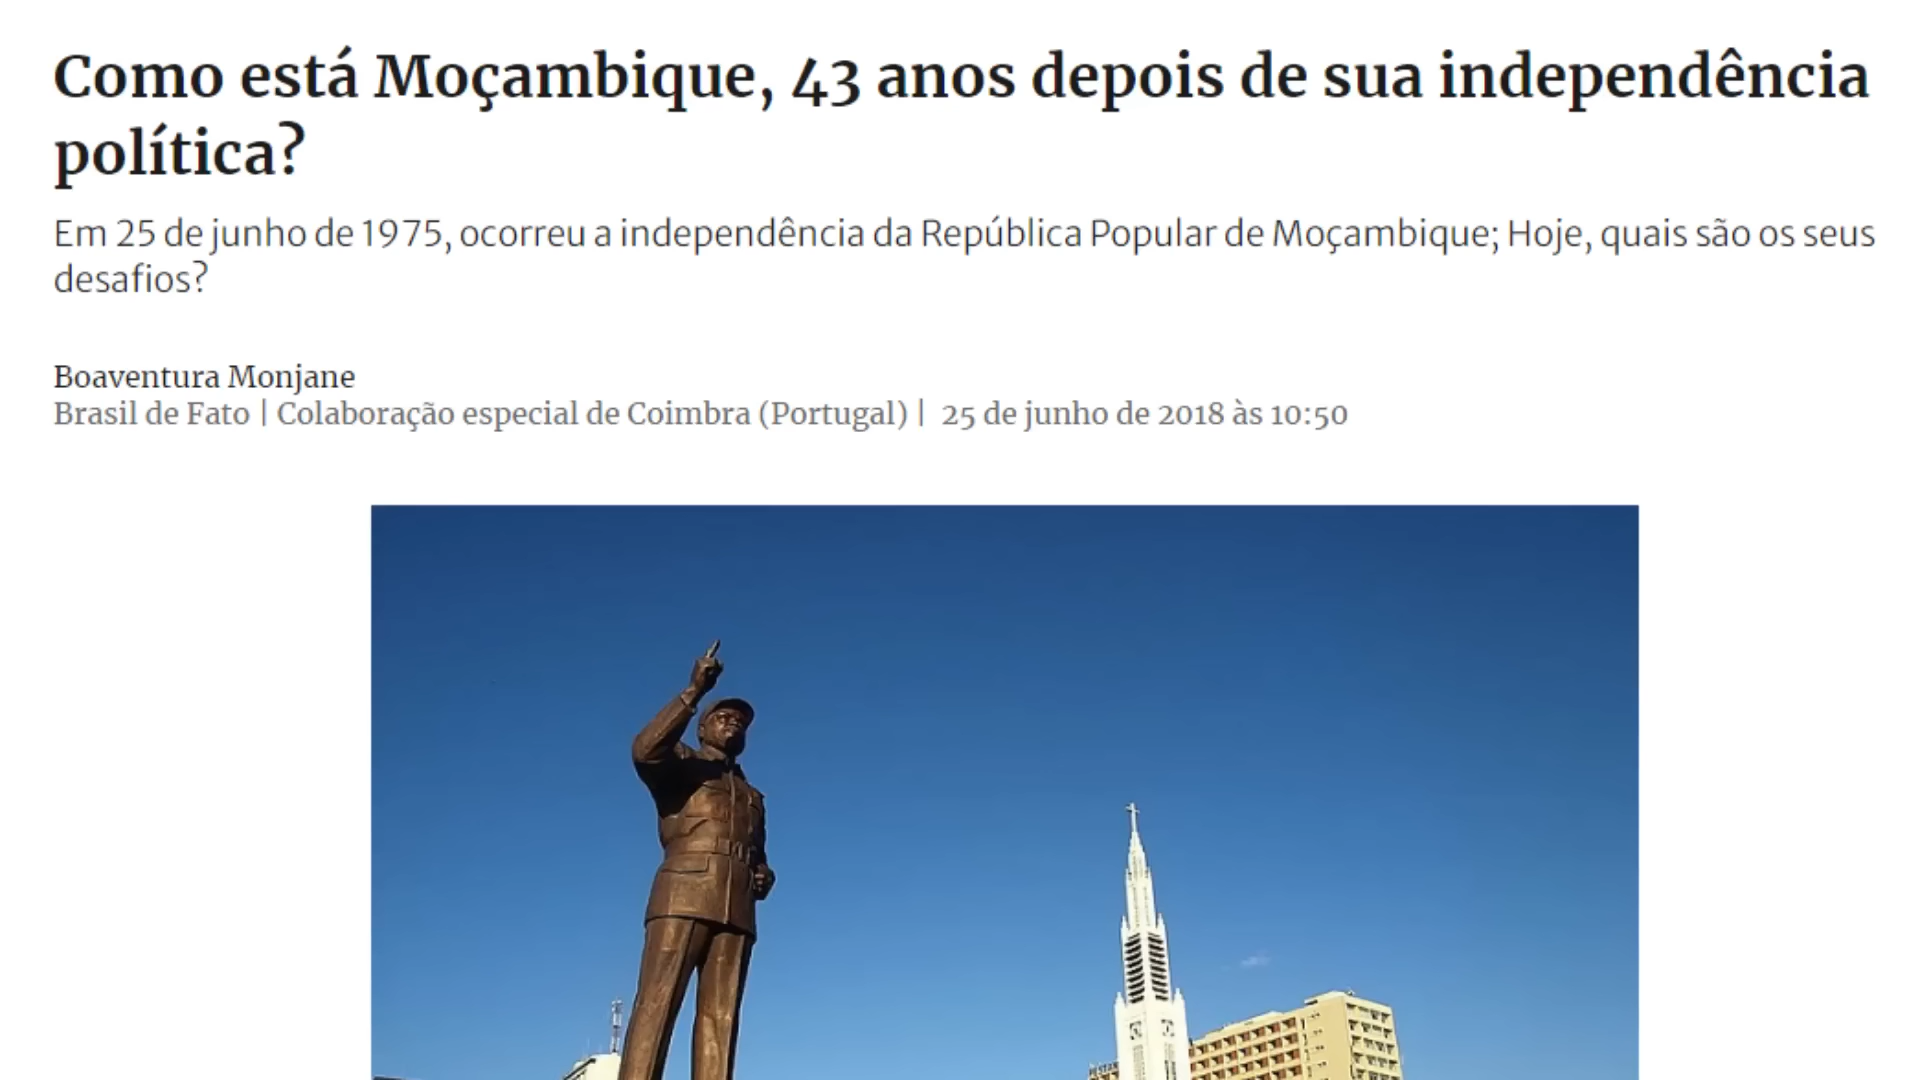 Como está Moçambique, 43 anos depois de sua independência
política?
Em 25 de junho de 1975, ocorreu a independência da República Popular de Moçambique; Hoje, quais são os seus
desafios?
Boaventura Monjane
Brasil de Fato | Colaboração especial de Coimbra (Portugal) | 25 de junho de 2018 às 10:50